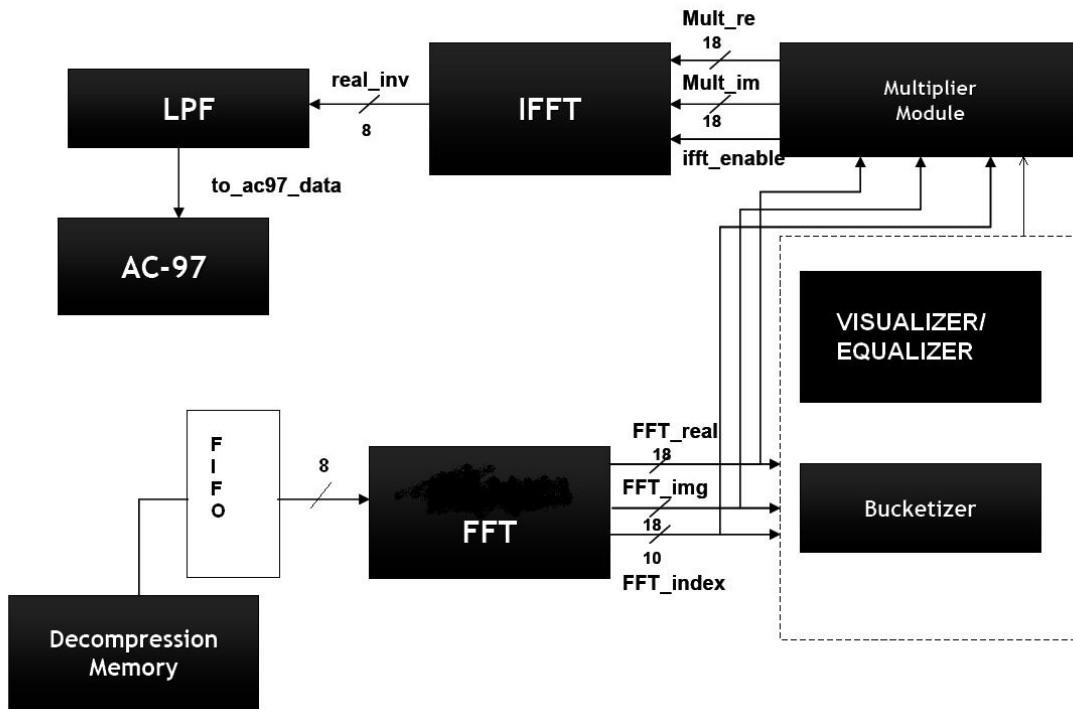 Mult_re
18
real_inv
LPF
8
IFFT
Mult_im
18
ifft_enable
Multiplier
Module
to_ac97_data
AC-97
VISUALIZER/
EQUALIZER
F
I
F
O
8
FFT
FFT_real
18
FFT_img
18
10
FFT_index
Bucketizer
Decompression
Memory